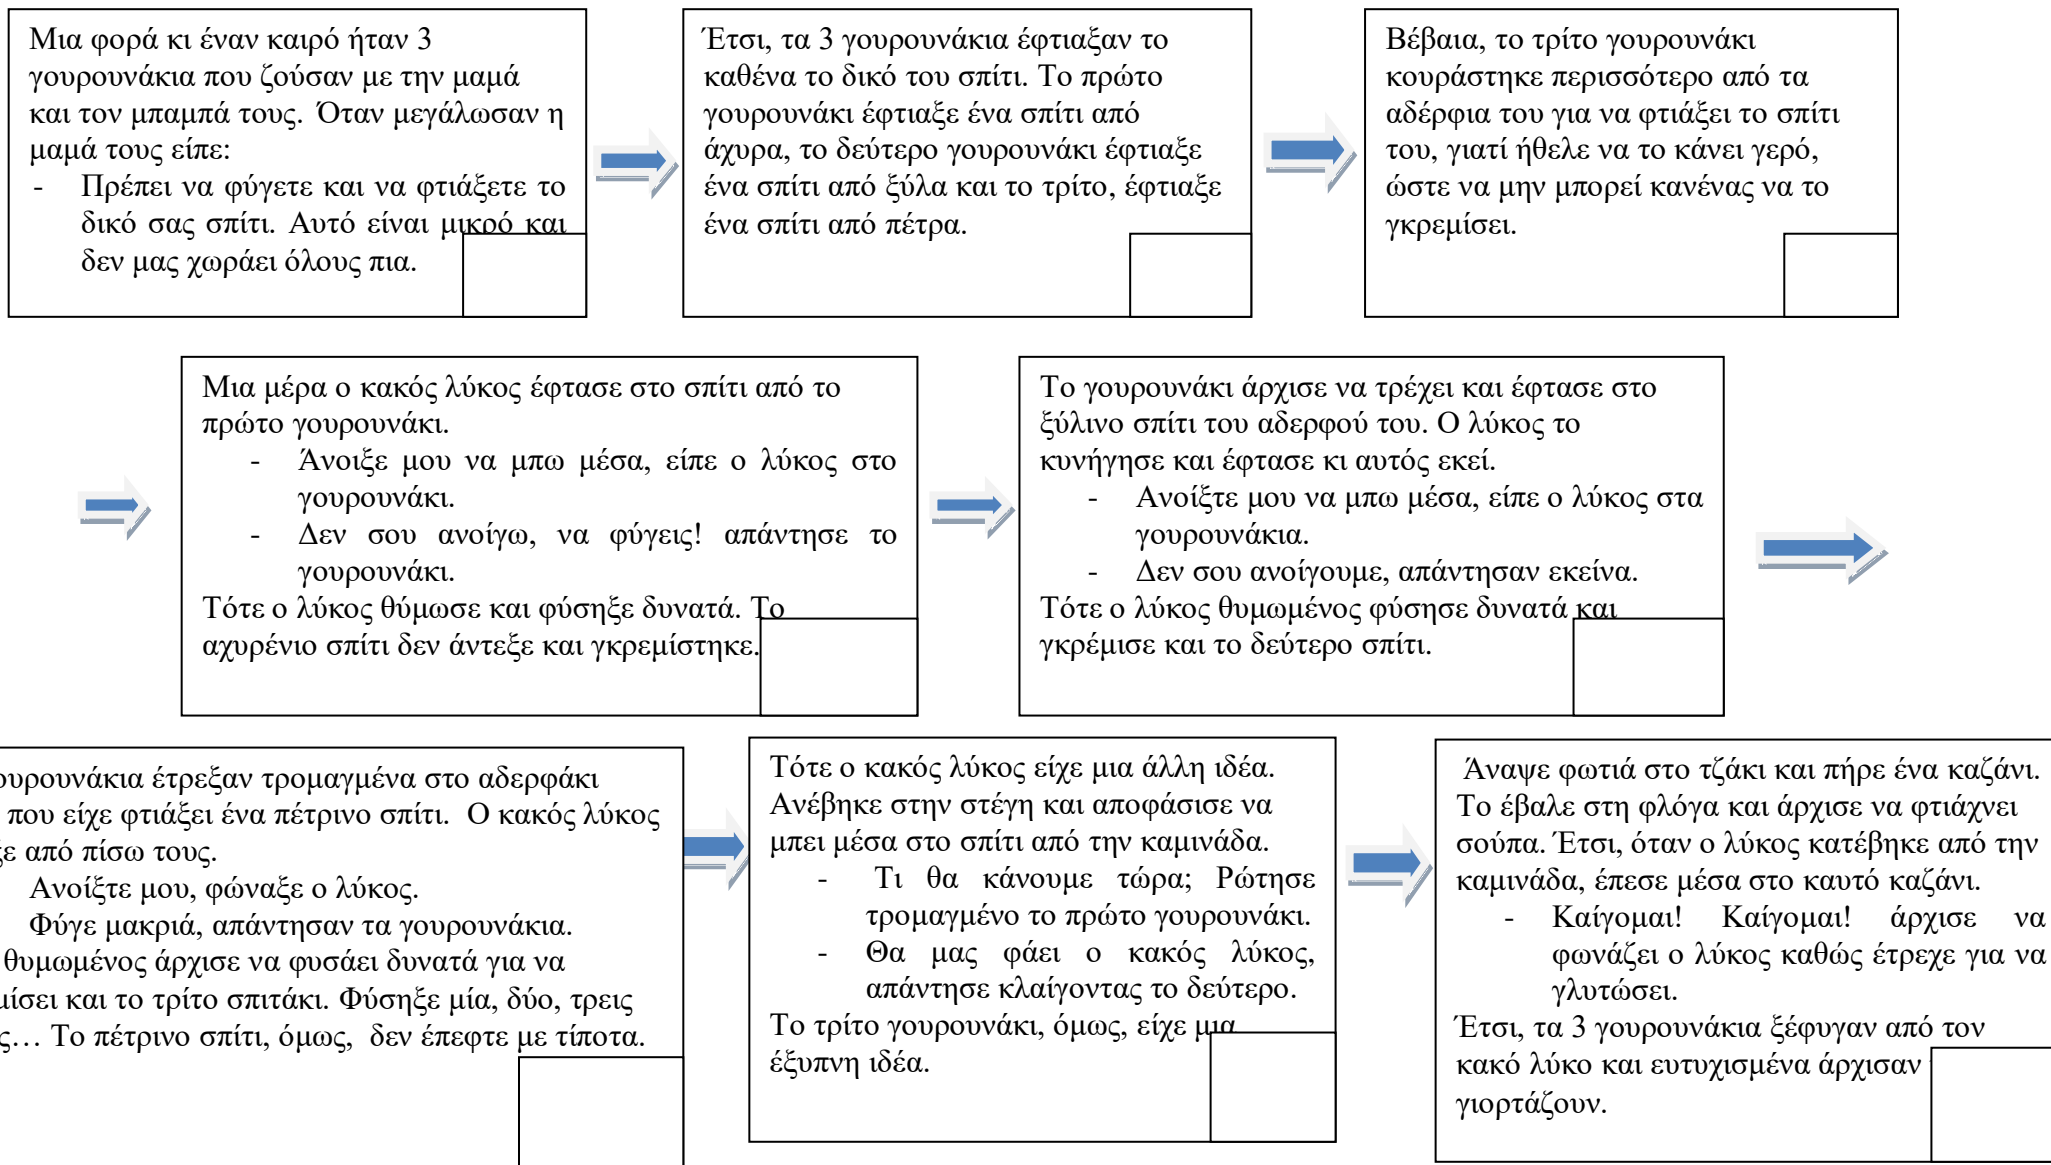 Μια φορά κι έναν καιρό ήταν 3
γουρουνάκια που ζούσαν με την μαμά
και τον μπαμπά τους. Όταν μεγάλωσαν η
μαμά τους είπε:
- Πρέπει να φύγετε και να φτιάξετε το
δικό σας σπίτι. Αυτό είναι μικρό και
δεν μας χωράει όλους πια.
Έτσι, τα 3 γουρουνάκια έφτιαξαν το
καθένα το δικό του σπίτι. Το πρώτο
γουρουνάκι έφτιαξε ένα σπίτι από
άχυρα, το δεύτερο γουρουνάκι έφτιαξε
ένα σπίτι από ξύλα και το τρίτο, έφτιαξε
ένα σπίτι από πέτρα.
Βέβαια, το τρίτο γουρουνάκι
κουράστηκε περισσότερο από τα
αδέρφια του για να φτιάξει το σπίτι
του, γιατί ήθελε να το κάνει γερό,
ώστε να μην μπορεί κανένας να το
γκρεμίσει.
Μια μέρα ο κακός λύκος έφτασε στο σπίτι από το
πρώτο γουρουνάκι.
- Άνοιξε μου να μπω μέσα, είπε ο λύκος στο
γουρουνάκι.
- Δεν σου ανοίγω, να φύγεις! απάντησε το
γουρουνάκι.
Τότε ο λύκος θύμωσε και φύσηξε δυνατά. Το
αχυρένιο σπίτι δεν άντεξε και γκρεμίστηκε.
Το γουρουνάκι άρχισε να τρέχει και έφτασε στο
ξύλινο σπίτι του αδερφού του. Ο λύκος το
κυνήγησε και έφτασε κι αυτός εκεί.
- Ανοίξτε μου να μπω μέσα, είπε ο λύκος στα
γουρουνάκια.
- Δεν σου ανοίγουμε, απάντησαν εκείνα.
Τότε ο λύκος θυμωμένος φύσησε δυνατά και
γκρέμισε και το δεύτερο σπίτι.
ουρουνάκια έτρεξαν τρομαγμένα στο αδερφάκι
που είχε φτιάξει ένα πέτρινο σπίτι. Ο κακός λύκος
ε από πίσω τους.
Ανοίξτε μου, φώναξε ο λύκος.
Φύγε μακριά, απάντησαν τα γουρουνάκια.
θυμωμένος άρχισε να φυσάει δυνατά για να
μίσει και το τρίτο σπιτάκι. Φύσηξε μία, δύο, τρεις
ς… Το πέτρινο σπίτι, όμως, δεν έπεφτε με τίποτα.
Τότε ο κακός λύκος είχε μια άλλη ιδέα.
Ανέβηκε στην στέγη και αποφάσισε να
μπει μέσα στο σπίτι από την καμινάδα.
- Τι θα κάνουμε τώρα; Ρώτησε
τρομαγμένο το πρώτο γουρουνάκι.
- Θα μας φάει ο κακός λύκος,
απάντησε κλαίγοντας το δεύτερο.
Το τρίτο γουρουνάκι, όμως, είχε μια
έξυπνη ιδέα.
Άναψε φωτιά στο τζάκι και πήρε ένα καζάνι.
Το έβαλε στη φλόγα και άρχισε να φτιάχνει
σούπα. Έτσι, όταν ο λύκος κατέβηκε από την
καμινάδα, έπεσε μέσα στο καυτό καζάνι.
- Καίγομαι! Καίγομαι! άρχισε να
φωνάζει ο λύκος καθώς έτρεχε για να
γλυτώσει.
Έτσι, τα 3 γουρουνάκια ξέφυγαν από τον
κακό λύκο και ευτυχισμένα άρχισαν
γιορτάζουν.